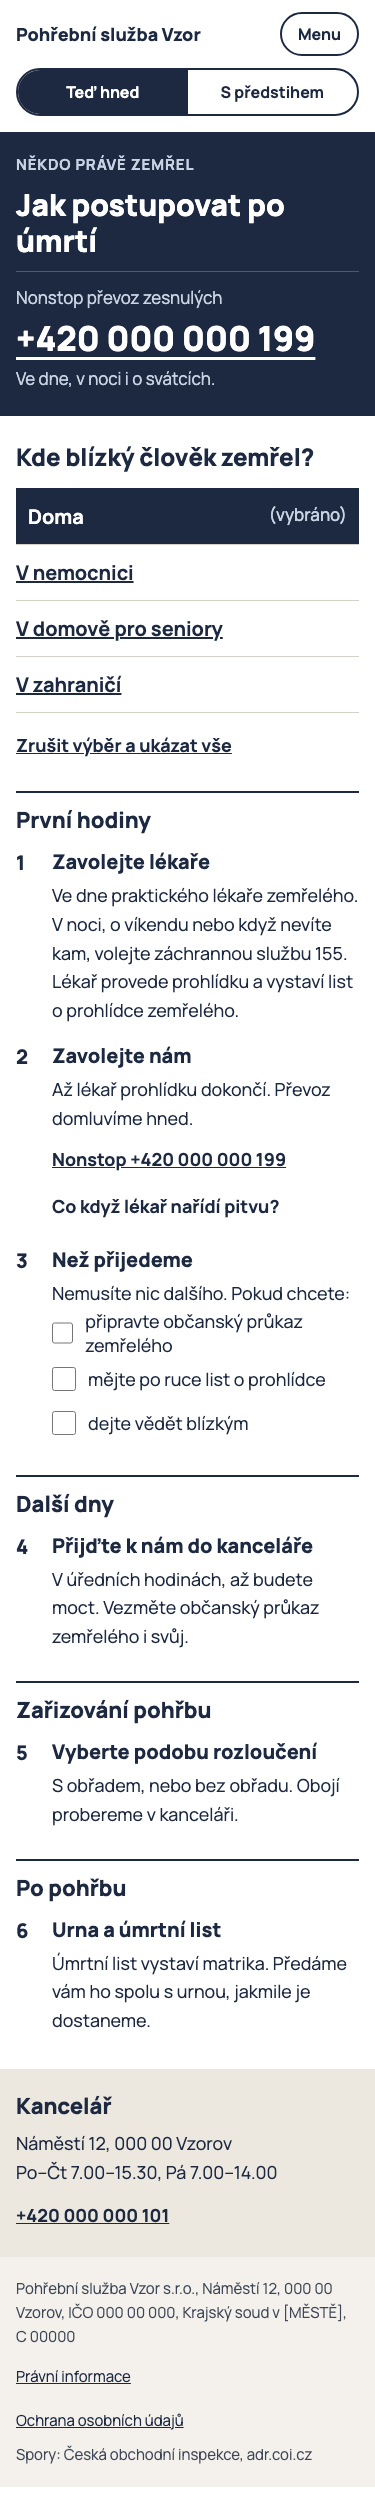 Pohřební služba Vzor
Menu
Teď hned
S předstihem
NĚKDO PRÁVĚ ZEMŘEL
Jak postupovat po
úmrtí
Nonstop převoz zesnulých
+420 000 000 199
Ve dne, v noci i o svátcích.
Kde blízký člověk zemřel?
Doma
(vybráno)
V nemocnici
V domově pro seniory
V zahraničí
Zrušit výběr a ukázat vše
První hodiny
1 Zavolejte lékaře
Ve dne praktického lékaře zemřelého.
V noci, o víkendu nebo když nevíte
kam, volejte záchrannou službu 155.
Lékař provede prohlídku a vystaví list
o prohlídce zemřelého.
2 Zavolejte nám
Až lékař prohlídku dokončí. Převoz
domluvíme hned.
Nonstop +420 000 000 199
Co když lékař nařídí pitvu?
3 Než přijedeme
Nemusíte nic dalšího. Pokud chcete:
připravte občanský průkaz
zemřelého
mějte po ruce list o prohlídce
dejte vědět blízkým
Další dny
4 Přijďte k nám do kanceláře
V úředních hodinách, až budete
moct. Vezměte občanský průkaz
zemřelého i svůj.
Zařizování pohřbu
5 Vyberte podobu rozloučení
S obřadem, nebo bez obřadu. Obojí
probereme v kanceláři.
Po pohřbu
6 Urna a úmrtní list
Úmrtní list vystaví matrika. Předáme
vám ho spolu s urnou, jakmile je
dostaneme.
Kancelář
Náměstí 12, 000 00 Vzorov
Po–Čt 7.00–15.30, Pá 7.00–14.00
+420 000 000 101
Pohřební služba Vzor s.r.o., Náměstí 12, 000 00
Vzorov, IČO 000 00 000, Krajský soud v [MĚSTĚ],
C 00000
Právní informace
Ochrana osobních údajů
Spory: Česká obchodní inspekce, adr.coi.cz